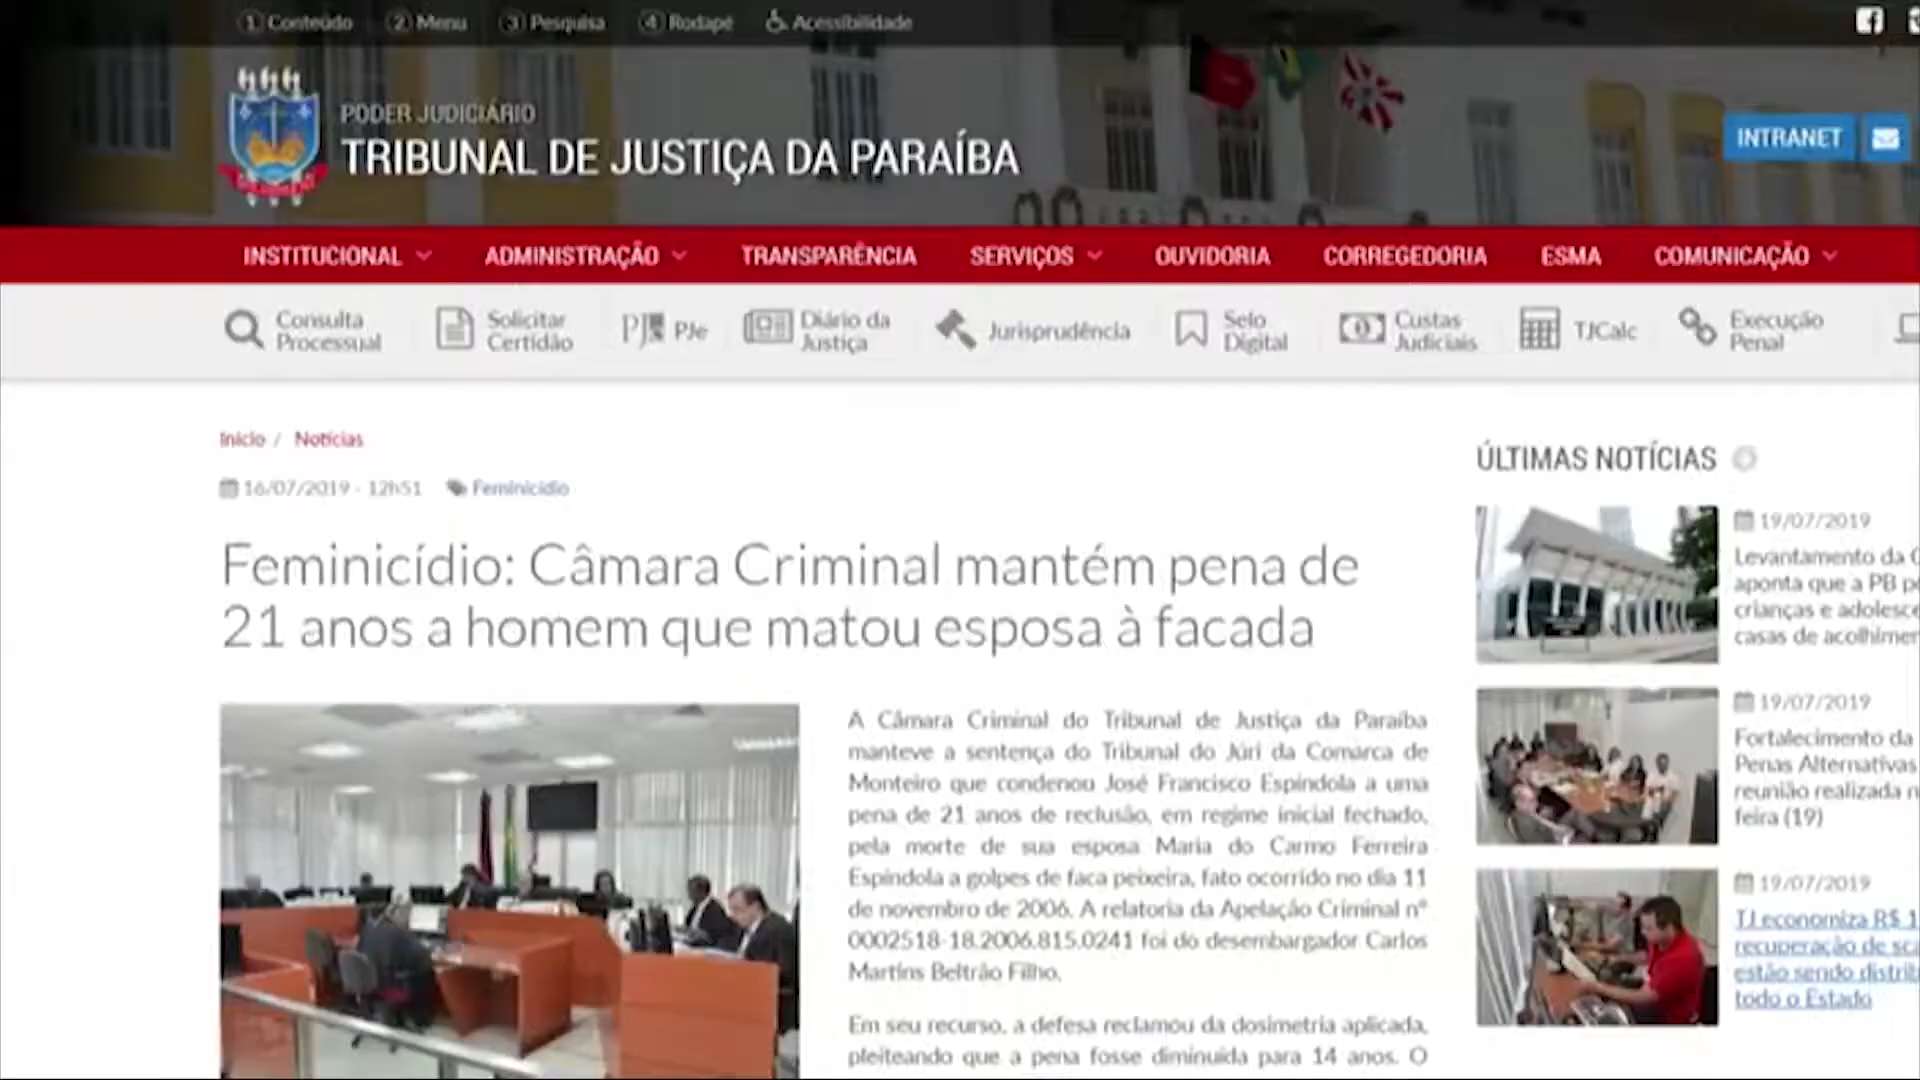 1 Conteúdo 2 Menu 3 Pesquisa 4 Rodapé Acessibilidade
PODER JUDICIÁRIO
TRIBUNAL DE JUSTIÇA DA PARAÍBA
INTRANET
INSTITUCIONAL ADMINISTRAÇÃO TRANSPARÊNCIA SERVIÇOS OUVIDORIA CORREGEDORIA ESMA COMUNICAÇÃO
Consulta
Processual
Solicitar
Certidão
PJe PJe
Diário da
Justiça
Jurisprudência
Selo
Digital
Custas
Judiciais
TJCalc
Execução
Penal
Início / Notícias
16/07/2019 - 12h51 Feminicídio
Feminicídio: Câmara Criminal mantém pena de
21 anos a homem que matou esposa à facada
A Câmara Criminal do Tribunal de Justiça da Paraíba
manteve a sentença do Tribunal do Júri da Comarca de
Monteiro que condenou José Francisco Espíndola a uma
pena de 21 anos de reclusão, em regime inicial fechado,
pela morte de sua esposa Maria do Carmo Ferreira
Espíndola a golpes de faca peixeira, fato ocorrido no dia 11
de novembro de 2006. A relatoria da Apelação Criminal nº
0002518-18.2006.815.0241 foi do desembargador Carlos
Martins Beltrão Filho.
Em seu recurso, a defesa reclamou da dosimetria aplicada,
pleiteando que a pena fosse diminuída para 14 anos. O
ÚLTIMAS NOTÍCIAS
19/07/2019
Levantamento da
aponta que a PB
crianças e
casas de
19/07/2019
Fortalecimento da
Penas Alternativas
reunião realizada
feira (19)
19/07/2019
TJ economiza R$ 1
recuperação de
estão sendo
todo o Estado